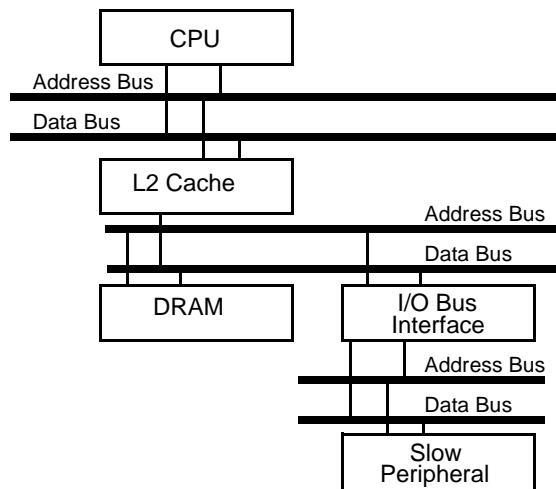 CPU
Address Bus
Data Bus
L2 Cache
Address Bus
Data Bus
DRAM
I/O Bus
Interface
Address Bus
Data Bus
Slow
Peripheral